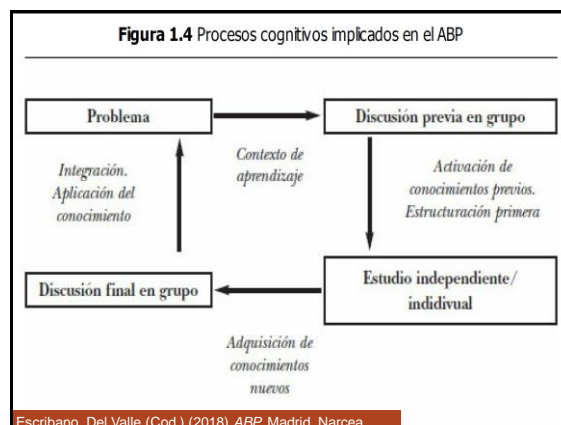 Figura 1.4 Procesos cognitivos implicados en el ABP
Problema
Discusión previa en grupo
Contexto de
aprendizaje
Integración.
Aplicación del
conocimiento
Activación de
conocimientos previos.
Estructuración primera
Discusión final en grupo
Estudio independiente/
indidivual
Adquisición de
conocimientos
nuevos
Escribano, Del Valle (Cod.) (2018) ABP. Madrid. Narcea